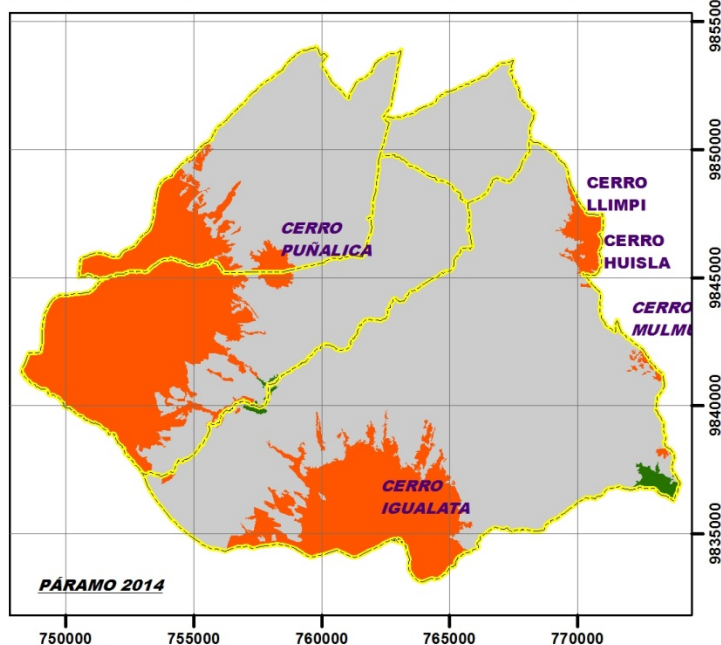 9855000
9850000
CERRO
LLIMPI
CERRO
PUÑALICA
CERRO
HUISLA
9845000
CERRO
MULMU
9840000
CERRO
IGUALATA
9835000
PÁRAMO 2014
750000 755000 760000 765000 770000